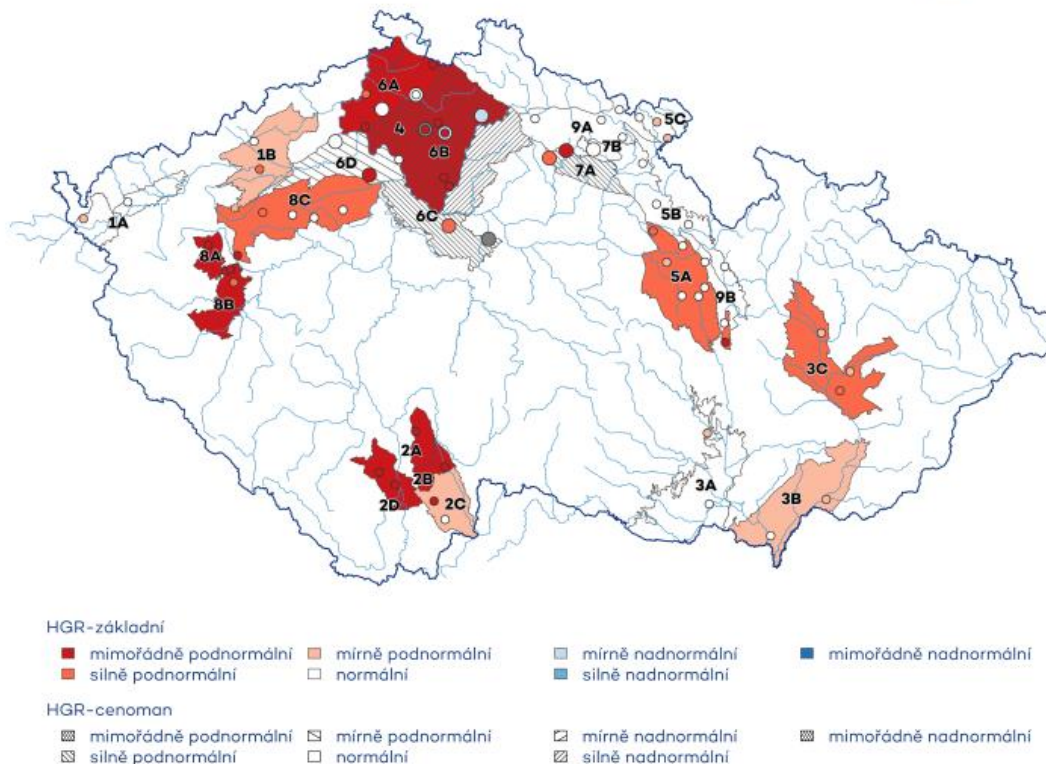 6A
4
6B
5C
9A
7B
1B
6D
7A
8C
6C
1A
5B
8A
5A
8B
9B
3C
2A
2B
3A
3B
2C
2D
HGR-základní
mimořádně podnormální
mírně podnormální
mírně nadnormální
mimořádně nadnormální
silně podnormální
normální
silně nadnormální
HGR-cenoman
mimořádně podnormální
mírně podnormální
mírně nadnormální
mimořádně nadnormální
silně podnormální
normální
silně nadnormální